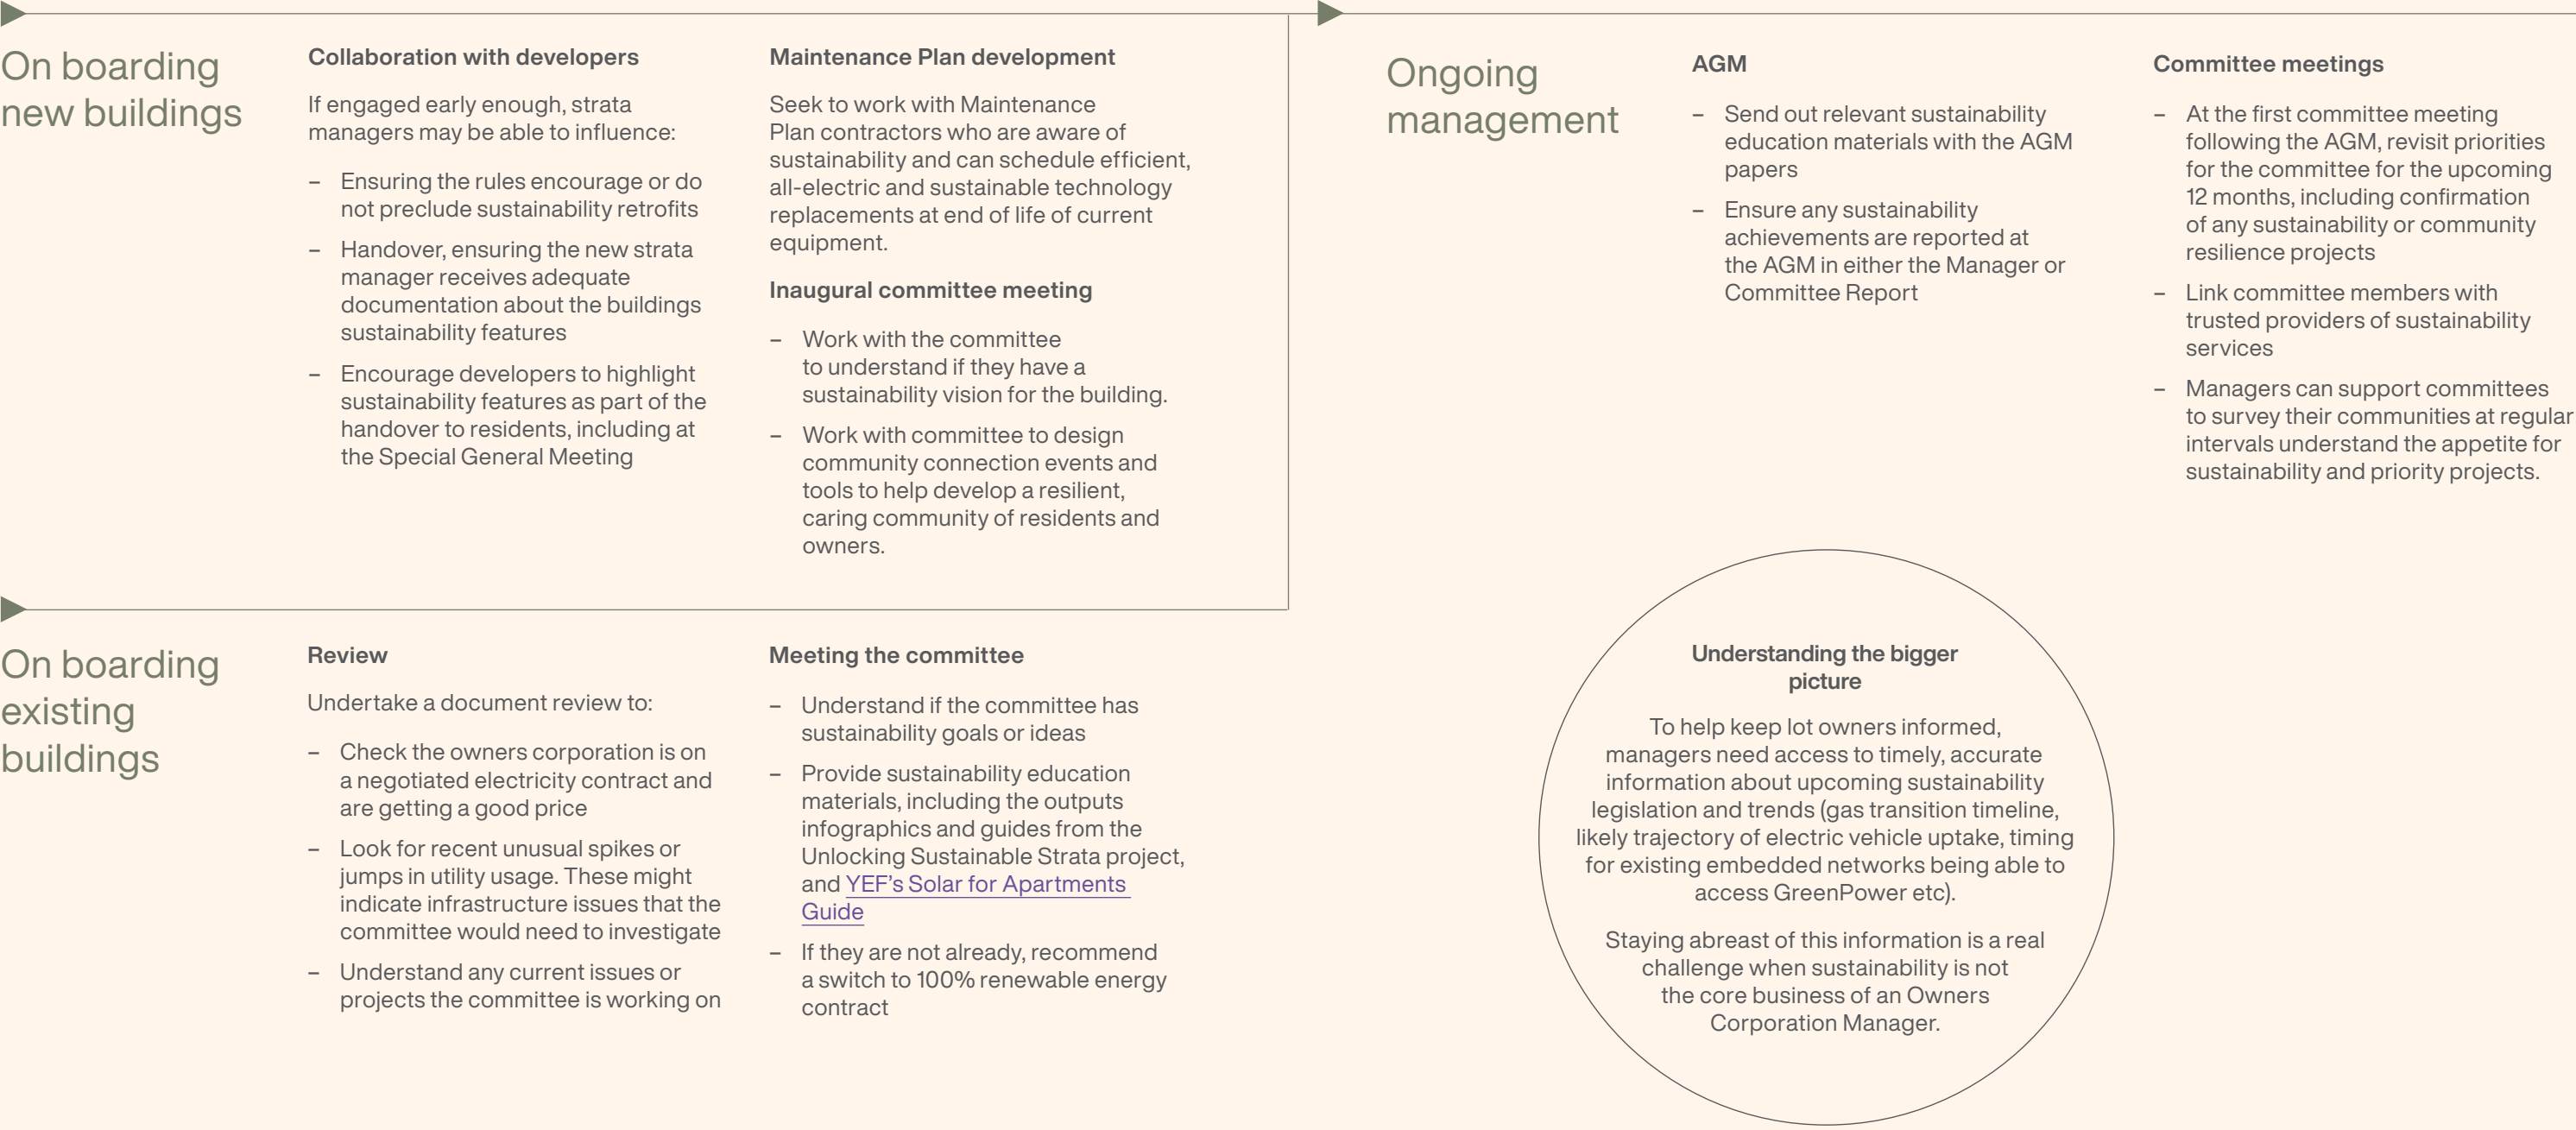 On boarding
new buildings
Collaboration with developers
If engaged early enough, strata
managers may be able to influence:
– Ensuring the rules encourage or do
not preclude sustainability retrofits
– Handover, ensuring the new strata
manager receives adequate
documentation about the buildings
sustainability features
– Encourage developers to highlight
sustainability features as part of the
handover to residents, including at
the Special General Meeting
Maintenance Plan development
Seek to work with Maintenance
Plan contractors who are aware of
sustainability and can schedule efficient,
all-electric and sustainable technology
replacements at end of life of current
equipment.
Inaugural committee meeting
– Work with the committee
to understand if they have a
sustainability vision for the building.
– Work with committee to design
community connection events and
tools to help develop a resilient,
caring community of residents and
owners.
On boarding
existing
buildings
Review
Undertake a document review to:
– Check the owners corporation is on
a negotiated electricity contract and
are getting a good price
– Look for recent unusual spikes or
jumps in utility usage. These might
indicate infrastructure issues that the
committee would need to investigate
– Understand any current issues or
projects the committee is working on
Meeting the committee
– Understand if the committee has
sustainability goals or ideas
– Provide sustainability education
materials, including the outputs
infographics and guides from the
Unlocking Sustainable Strata project,
and YEF’s Solar for Apartments
Guide
– If they are not already, recommend
a switch to 100% renewable energy
contract
Ongoing
management
AGM
– Send out relevant sustainability
education materials with the AGM
papers
– Ensure any sustainability
achievements are reported at
the AGM in either the Manager or
Committee Report
Committee meetings
– At the first committee meeting
following the AGM, revisit priorities
for the committee for the upcoming
12 months, including confirmation
of any sustainability or community
resilience projects
– Link committee members with
trusted providers of sustainability
services
– Managers can support committees
to survey their communities at regular
intervals understand the appetite for
sustainability and priority projects.
Understanding the bigger
picture
To help keep lot owners informed,
managers need access to timely, accurate
information about upcoming sustainability
legislation and trends (gas transition timeline,
likely trajectory of electric vehicle uptake, timing
for existing embedded networks being able to
access GreenPower etc).
Staying abreast of this information is a real
challenge when sustainability is not
the core business of an Owners
Corporation Manager.